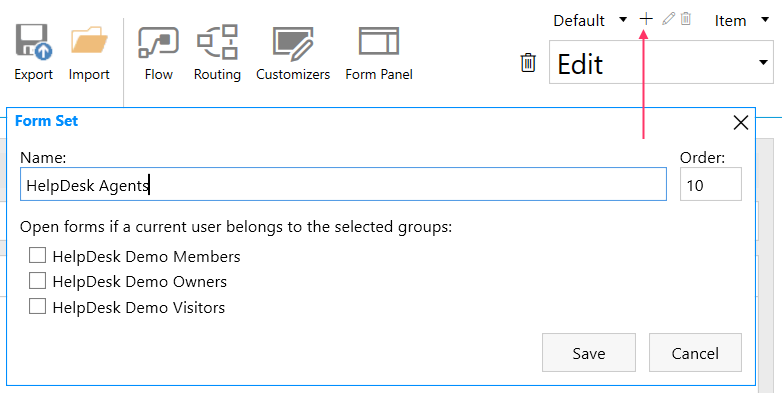 Default Item
Export Import Flow Routing Customizers Form Panel
Edit
Form Set
Name: Order:
HelpDesk Agents 10
Open forms if a current user belongs to the selected groups:
HelpDesk Demo Members
HelpDesk Demo Owners
HelpDesk Demo Visitors
Save Cancel